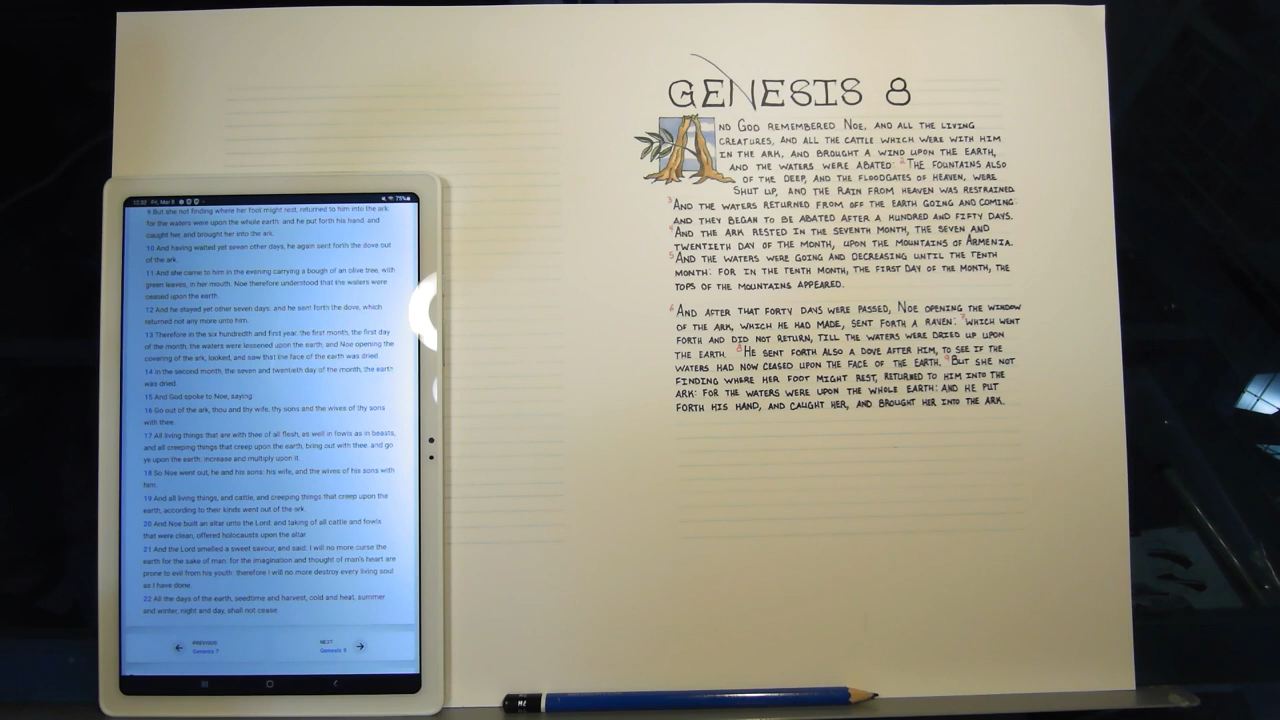 10:30 Fri, Mar 8
75%
9 But she not finding where her foot might rest, returned to him into the ark:
for the waters were upon the whole earth: and he put forth his hand, and
caught her, and brought her into the ark.
10 And having waited yet seven other days, he again sent forth the dove out
of the ark.
11 And she came to him in the evening carrying a bough of an olive tree, with
green leaves, in her mouth. Noe therefore understood that the waters were
ceased upon the earth.
12 And he stayed yet other seven days: and he sent forth the dove, which
returned not any more unto him.
13 Therefore in the six hundredth and first year, the first month, the first day
of the month, the waters were lessened upon the earth, and Noe opening the
covering of the ark, looked, and saw that the face of the earth was dried.
14 In the second month, the seven and twentieth day of the month, the earth
was dried.
15 And God spoke to Noe, saying:
16 Go out of the ark, thou and thy wife, thy sons and the wives of thy sons
with thee.
17 All living things that are with thee of all flesh, as well in fowls as in beasts,
and all creeping things that creep upon the earth, bring out with thee, and go
ye upon the earth: increase and multiply upon it.
18 So Noe went out, he and his sons: his wife, and the wives of his sons with
him.
19 And all living things, and cattle, and creeping things that creep upon the
earth, according to their kinds went out of the ark.
20 And Noe built an altar unto the Lord: and taking of all cattle and fowls
that were clean, offered holocausts upon the altar.
21 And the Lord smelled a sweet savour, and said: I will no more curse the
earth for the sake of man: for the imagination and thought of man's heart are
prone to evil from his youth: therefore I will no more destroy every living soul
as I have done.
22 All the days of the earth, seedtime and harvest, cold and heat, summer
and winter, night and day, shall not cease.
PREVIOUS
Genesis 7
NEXT
Genesis 9
GENESIS 8
AND GOD REMEMBERED NOE, AND ALL THE LIVING
CREATURES, AND ALL THE CATTLE WHICH WERE WITH HIM
IN THE ARK, AND BROUGHT A WIND UPON THE EARTH,
AND THE WATERS WERE ABATED: 2 THE FOUNTAINS ALSO
OF THE DEEP, AND THE FLOODGATES OF HEAVEN, WERE
SHUT UP, AND THE RAIN FROM HEAVEN WAS RESTRAINED.
3 AND THE WATERS RETURNED FROM OFF THE EARTH GOING AND COMING:
AND THEY BEGAN TO BE ABATED AFTER A HUNDRED AND FIFTY DAYS.
4 AND THE ARK RESTED IN THE SEVENTH MONTH, THE SEVEN AND
TWENTIETH DAY OF THE MONTH, UPON THE MOUNTAINS OF ARMENIA.
5 AND THE WATERS WERE GOING AND DECREASING UNTIL THE TENTH
MONTH: FOR IN THE TENTH MONTH, THE FIRST DAY OF THE MONTH, THE
TOPS OF THE MOUNTAINS APPEARED.
6 AND AFTER THAT FORTY DAYS WERE PASSED, NOE OPENING THE WINDOW
OF THE ARK, WHICH HE HAD MADE, SENT FORTH A RAVEN: 7 WHICH WENT
FORTH AND DID NOT RETURN, TILL THE WATERS WERE DRIED UP UPON
THE EARTH. 8 HE SENT FORTH ALSO A DOVE AFTER HIM, TO SEE IF THE
WATERS HAD NOW CEASED UPON THE FACE OF THE EARTH. 9 BUT SHE NOT
FINDING WHERE HER FOOT MIGHT REST, RETURNED TO HIM INTO THE
ARK: FOR THE WATERS WERE UPON THE WHOLE EARTH: AND HE PUT
FORTH HIS HAND, AND CAUGHT HER, AND BROUGHT HER INTO THE ARK.